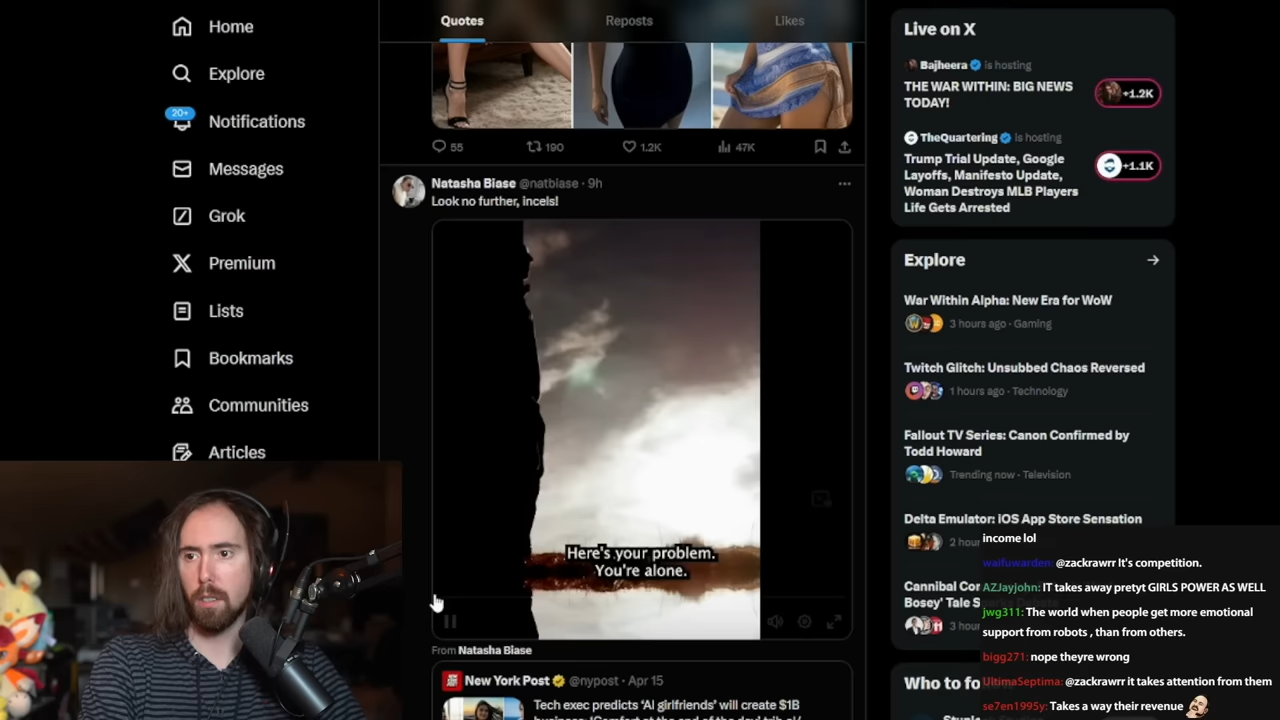 Home
Explore
20+
Notifications
Messages
Grok
Premium
Lists
Bookmarks
Communities
Articles
Quotes
Reposts
Likes
55
190
1.2K
47K
Natasha Biase @natbiase · 9h
Look no further, incels!
Here's your problem.
You're alone.
From Natasha Biase
New York Post @nypost · Apr 15
Tech exec predicts 'AI girlfriends' will create $1B
Live on X
Bajheera is hosting
THE WAR WITHIN: BIG NEWS
TODAY!
+1.2K
TheQuartering is hosting
Trump Trial Update, Google
Layoffs, Manifesto Update,
Woman Destroys MLB Players
Life Gets Arrested
+1.1K
Explore
War Within Alpha: New Era for WoW
3 hours ago · Gaming
Twitch Glitch: Unsubbed Chaos Reversed
1 hours ago · Technology
Fallout TV Series: Canon Confirmed by
Todd Howard
Trending now · Television
Delta Emulator: iOS App Store Sensation
2 hour
Cannibal Cor
Bosey' Tale S
3 hour
Who to fo
income lol
waifuwarden: @zackrawrr It's competition.
AZJayjohn: IT takes away pretyt GIRLS POWER AS WELL
jwg311: The world when people get more emotional
support from robots , than from others.
bigg271: nope theyre wrong
UltimaSeptima: @zackrawrr it takes attention from them
se7en1995y: Takes a way their revenue